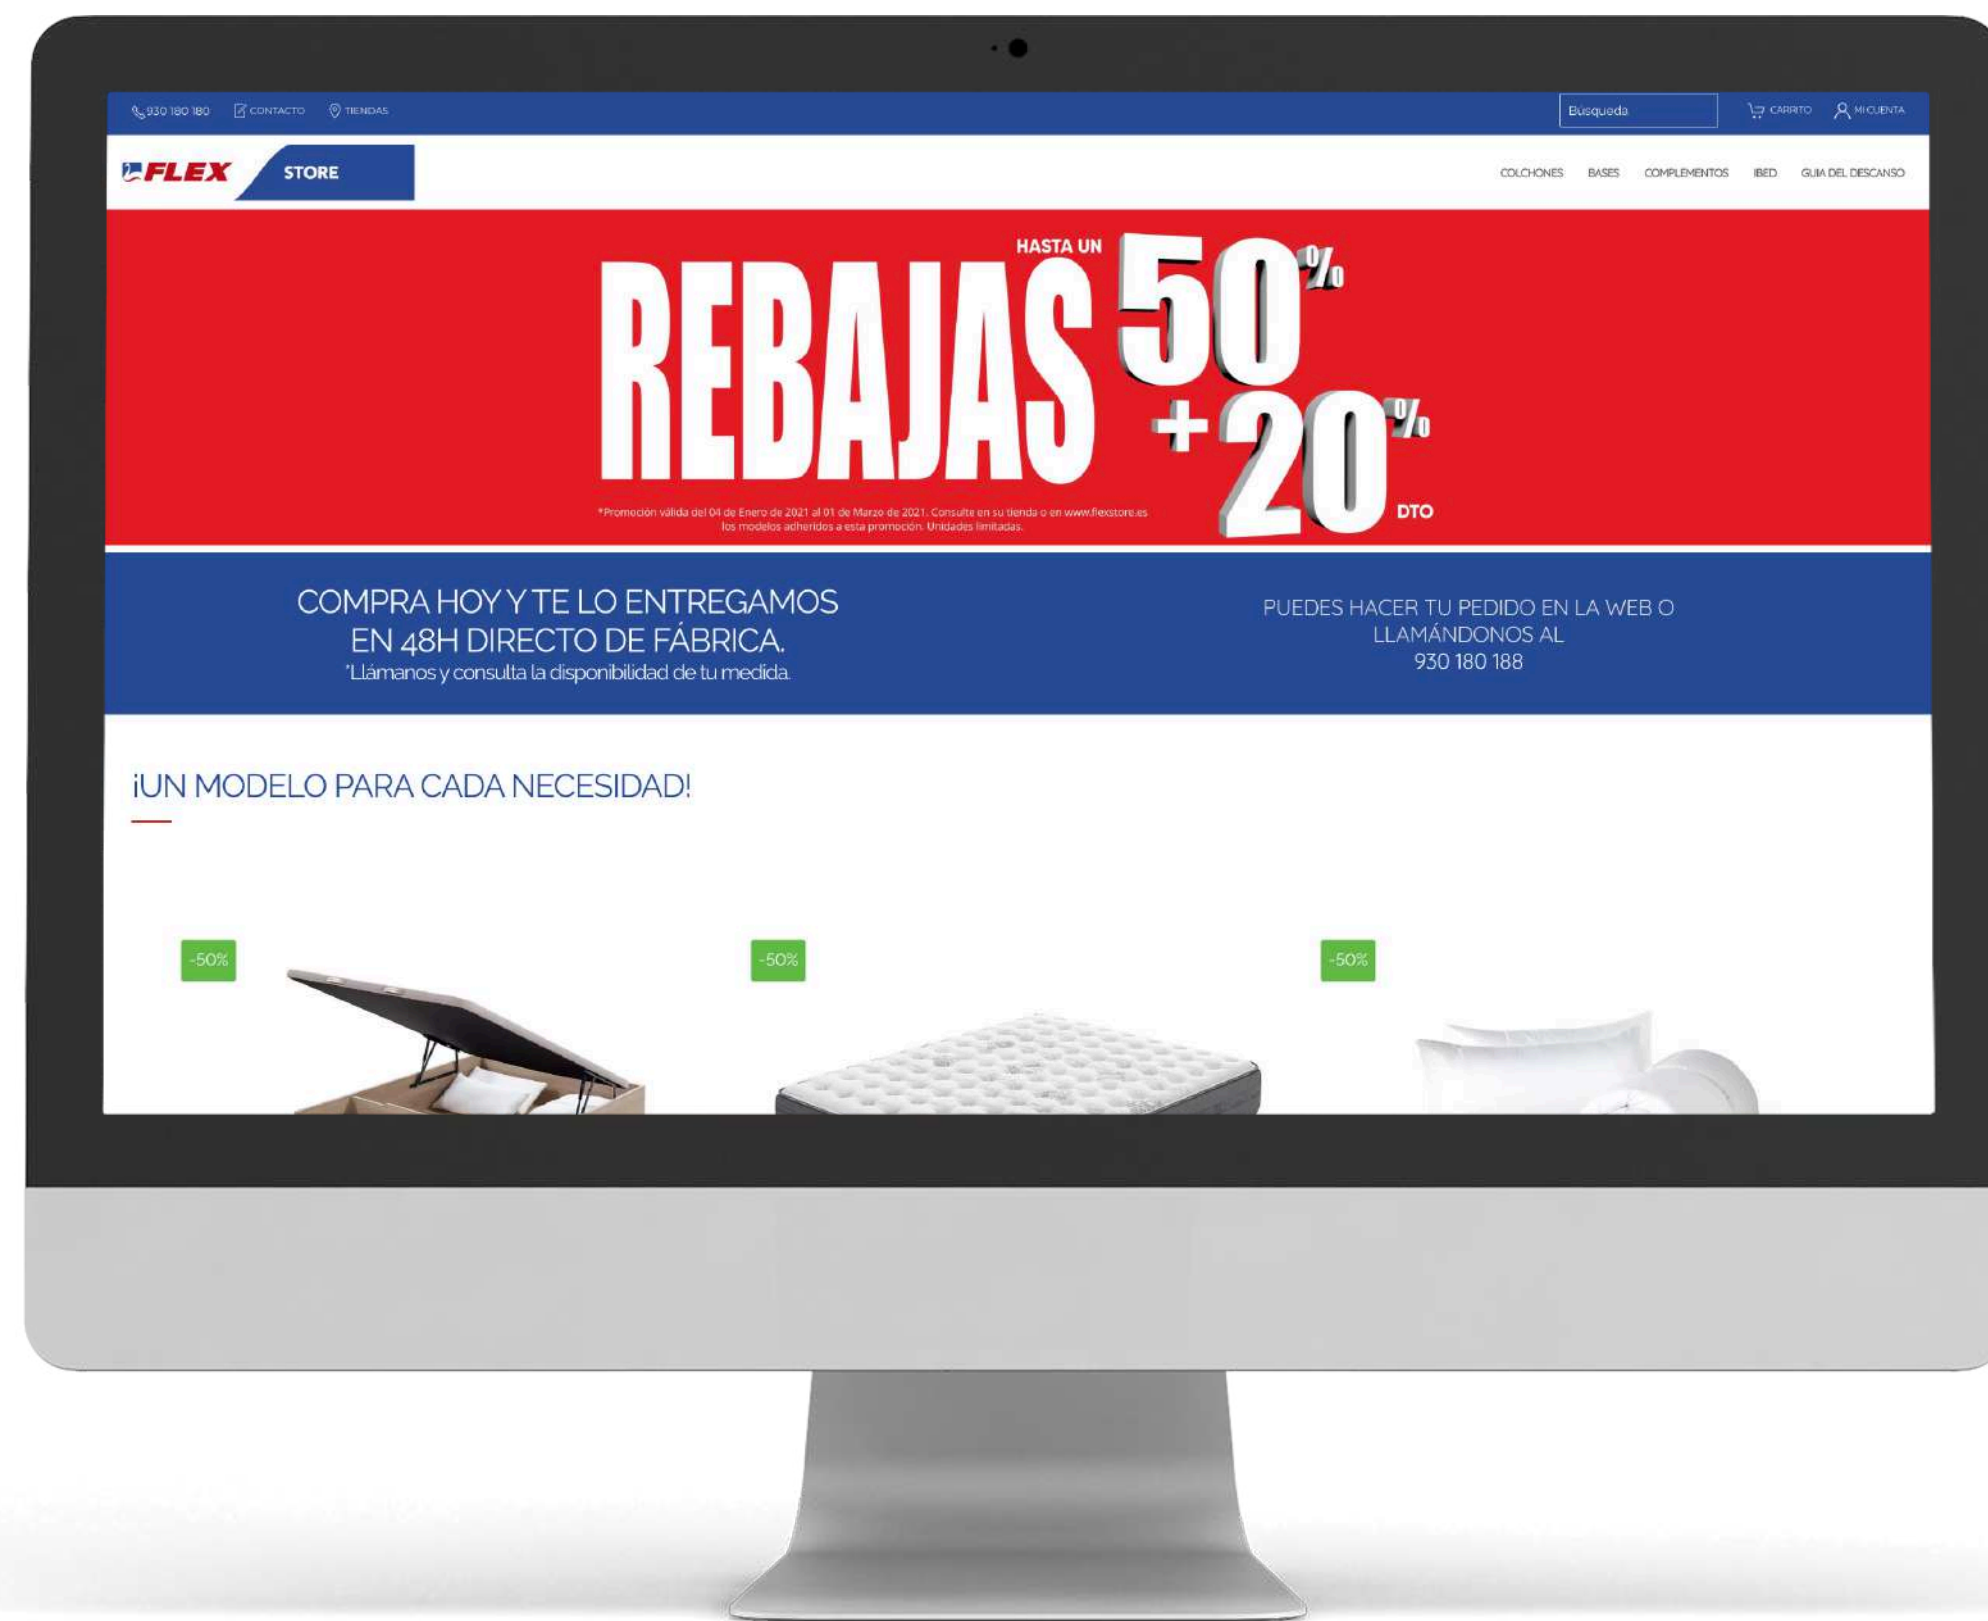 930 180 180 CONTACTO TIENDAS Búsqueda CARRITO MI CUENTA
FLEX STORE COLCHONES BASES COMPLEMENTOS IBED GUIA DEL DESCANSO
REBAJAS HASTA UN 50%
+20% DTO
*Promoción válida del 04 de Enero de 2021 al 01 de Marzo de 2021. Consulte en su tienda o en www.flexstore.es
los modelos adheridos a esta promoción. Unidades limitadas.
COMPRA HOY Y TE LO ENTREGAMOS
EN 48H DIRECTO DE FÁBRICA.
*Llámanos y consulta la disponibilidad de tu medida.
PUEDES HACER TU PEDIDO EN LA WEB O
LLAMÁNDONOS AL
930 180 188
¡UN MODELO PARA CADA NECESIDAD!
-50% -50% -50%